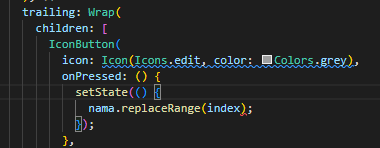 trailing: Wrap(
children: [
IconButton(
icon: Icon(Icons.edit, color: Colors.grey),
onPressed: () {
setState(() {
nama.replaceRange(index);
});
},